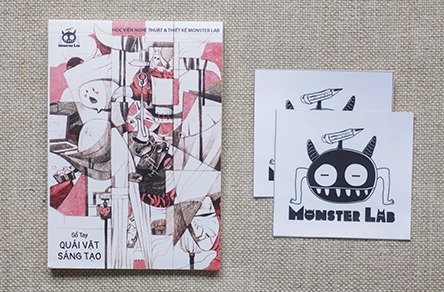 MONSTER LAB
HỌC VIỆN NGHỆ THUẬT & THIẾT KẾ MONSTER LAB
Sổ Tay
QUÁI VẬT
SÁNG TẠO
MONSTER LAB